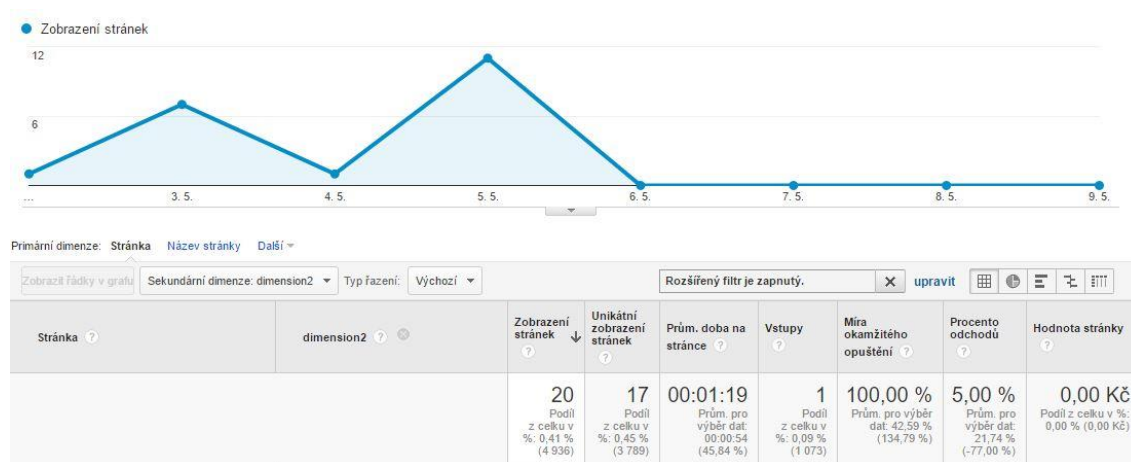 Zobrazení stránek
12
6
... 3. 5. 4. 5. 5. 5. 6. 5. 7. 5. 8. 5. 9. 5.
Primární dimenze: Stránka Název stránky Další
Zobrazit řádky v grafu Sekundární dimenze: dimension2 Typ řazení: Výchozí Rozšířený filtr je zapnutý. upravit
Stránka ?
dimension2 ?
Zobrazení
stránek
?
Unikátní
zobrazení
stránek
?
Prům. doba na
stránce ?
Vstupy
?
Míra
okamžitého
opuštění ?
Procento
odchodů
?
Hodnota stránky
?
20
Podíl
z celku v
%: 0,41 %
(4 936)
17
Podíl
z celku v
%: 0,45 %
(3 789)
00:01:19
Prům. pro
výběr dat:
00:00:54
(45,84 %)
1
Podíl
z celku v
%: 0,09 %
(1 073)
100,00 %
Prům. pro výběr
dat: 42,59 %
(134,79 %)
5,00 %
Prům. pro
výběr dat:
21,74 %
(-77,00 %)
0,00 Kč
Podíl z celku v %:
0,00 % (0,00 Kč)